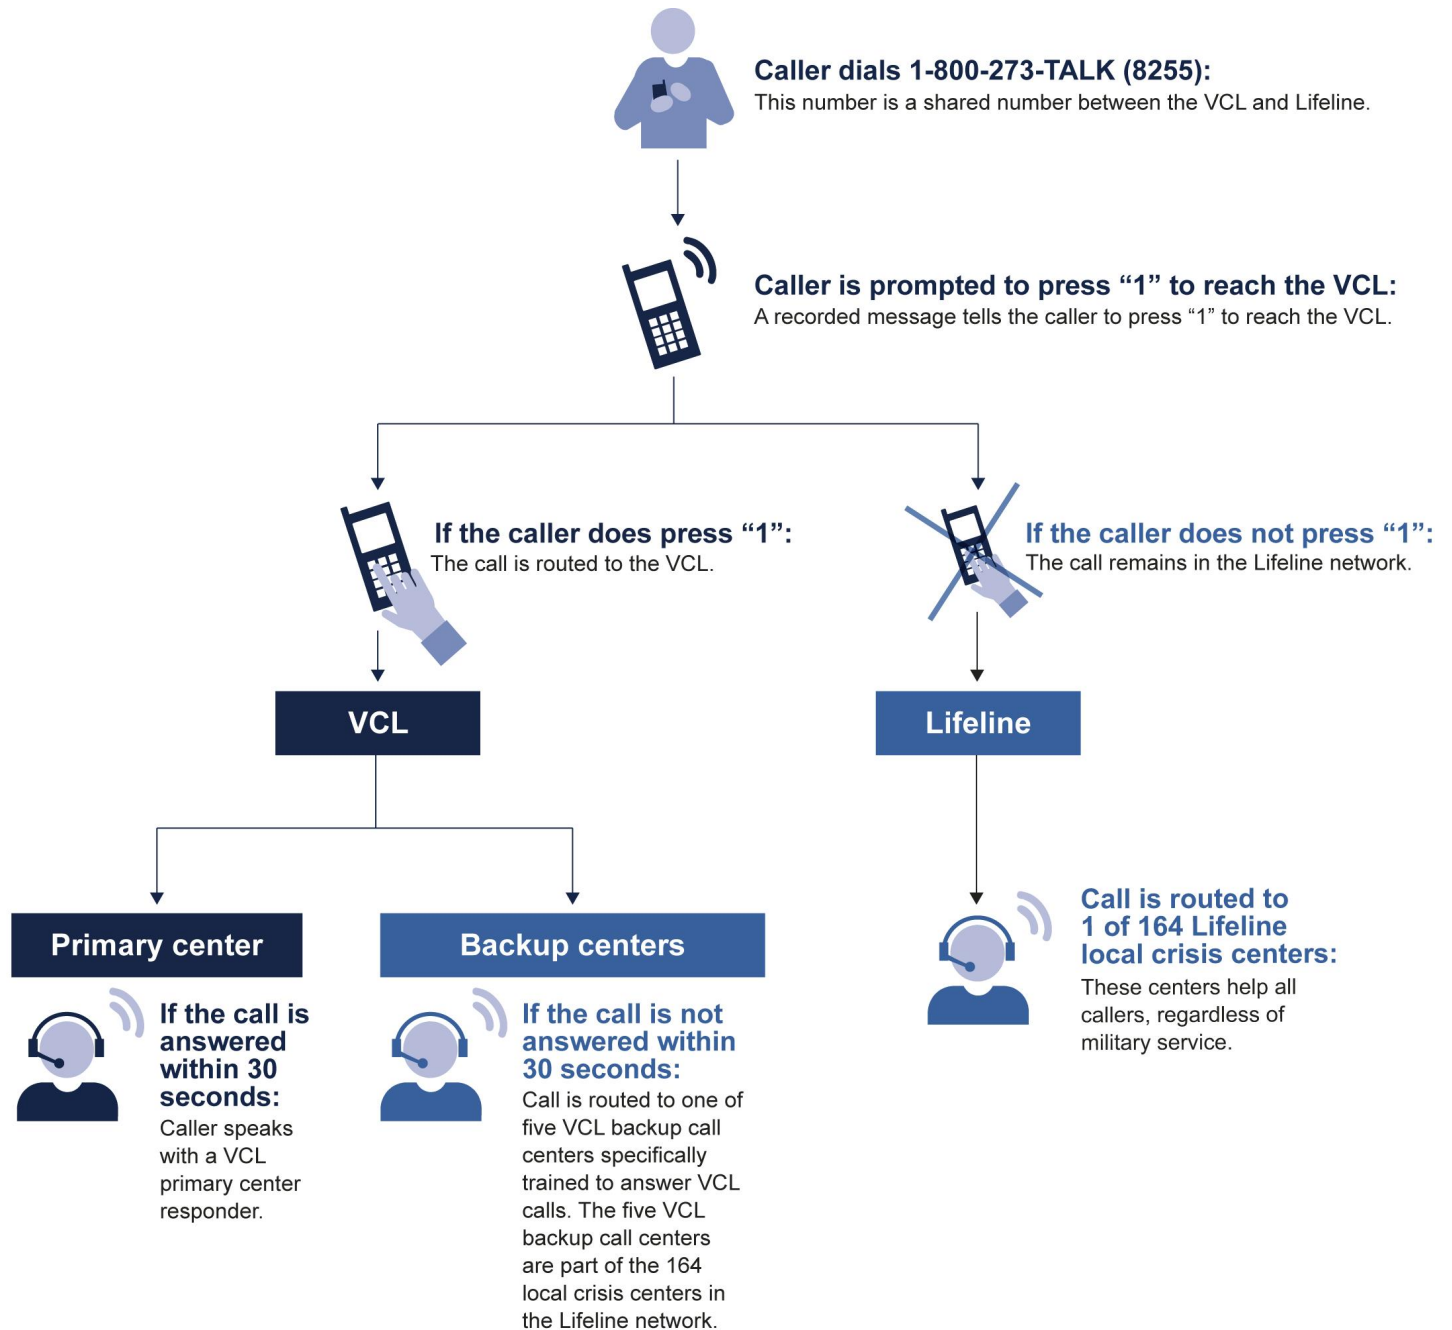 Caller dials 1-800-273-TALK (8255):
This number is a shared number between the VCL and Lifeline.
Caller is prompted to press “1” to reach the VCL:
A recorded message tells the caller to press “1” to reach the VCL.
If the caller does press “1”:
The call is routed to the VCL.
If the caller does not press “1”:
The call remains in the Lifeline network.
VCL
Lifeline
Primary center
If the call is
answered
within 30
seconds:
Caller speaks
with a VCL
primary center
responder.
Backup centers
If the call is not
answered within
30 seconds:
Call is routed to one of
five VCL backup call
centers specifically
trained to answer VCL
calls. The five VCL
backup call centers
are part of the 164
local crisis centers in
the Lifeline network.
Call is routed to
1 of 164 Lifeline
local crisis centers:
These centers help all
callers, regardless of
military service.